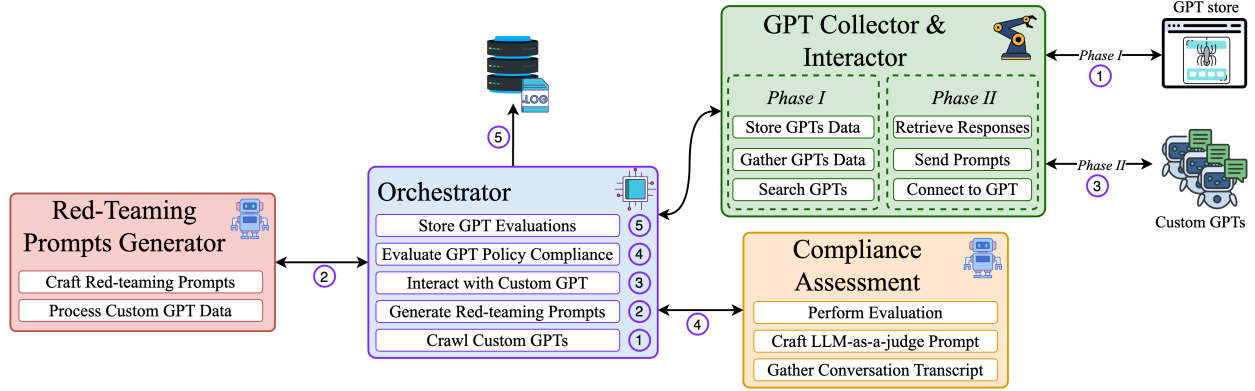 GPT store
GPT Collector &
Interactor
Phase I
1
Phase I
Phase II
Store GPTs Data
Retrieve Responses
Gather GPTs Data
Send Prompts
Search GPTs
Connect to GPT
Phase II
3
Custom GPTs
LOG
5
Orchestrator
Store GPT Evaluations
5
Evaluate GPT Policy Compliance
4
Interact with Custom GPT
3
Generate Red-teaming Prompts
2
Crawl Custom GPTs
1
Red-Teaming
Prompts Generator
Craft Red-teaming Prompts
Process Custom GPT Data
2
4
Compliance
Assessment
Perform Evaluation
Craft LLM-as-a-judge Prompt
Gather Conversation Transcript